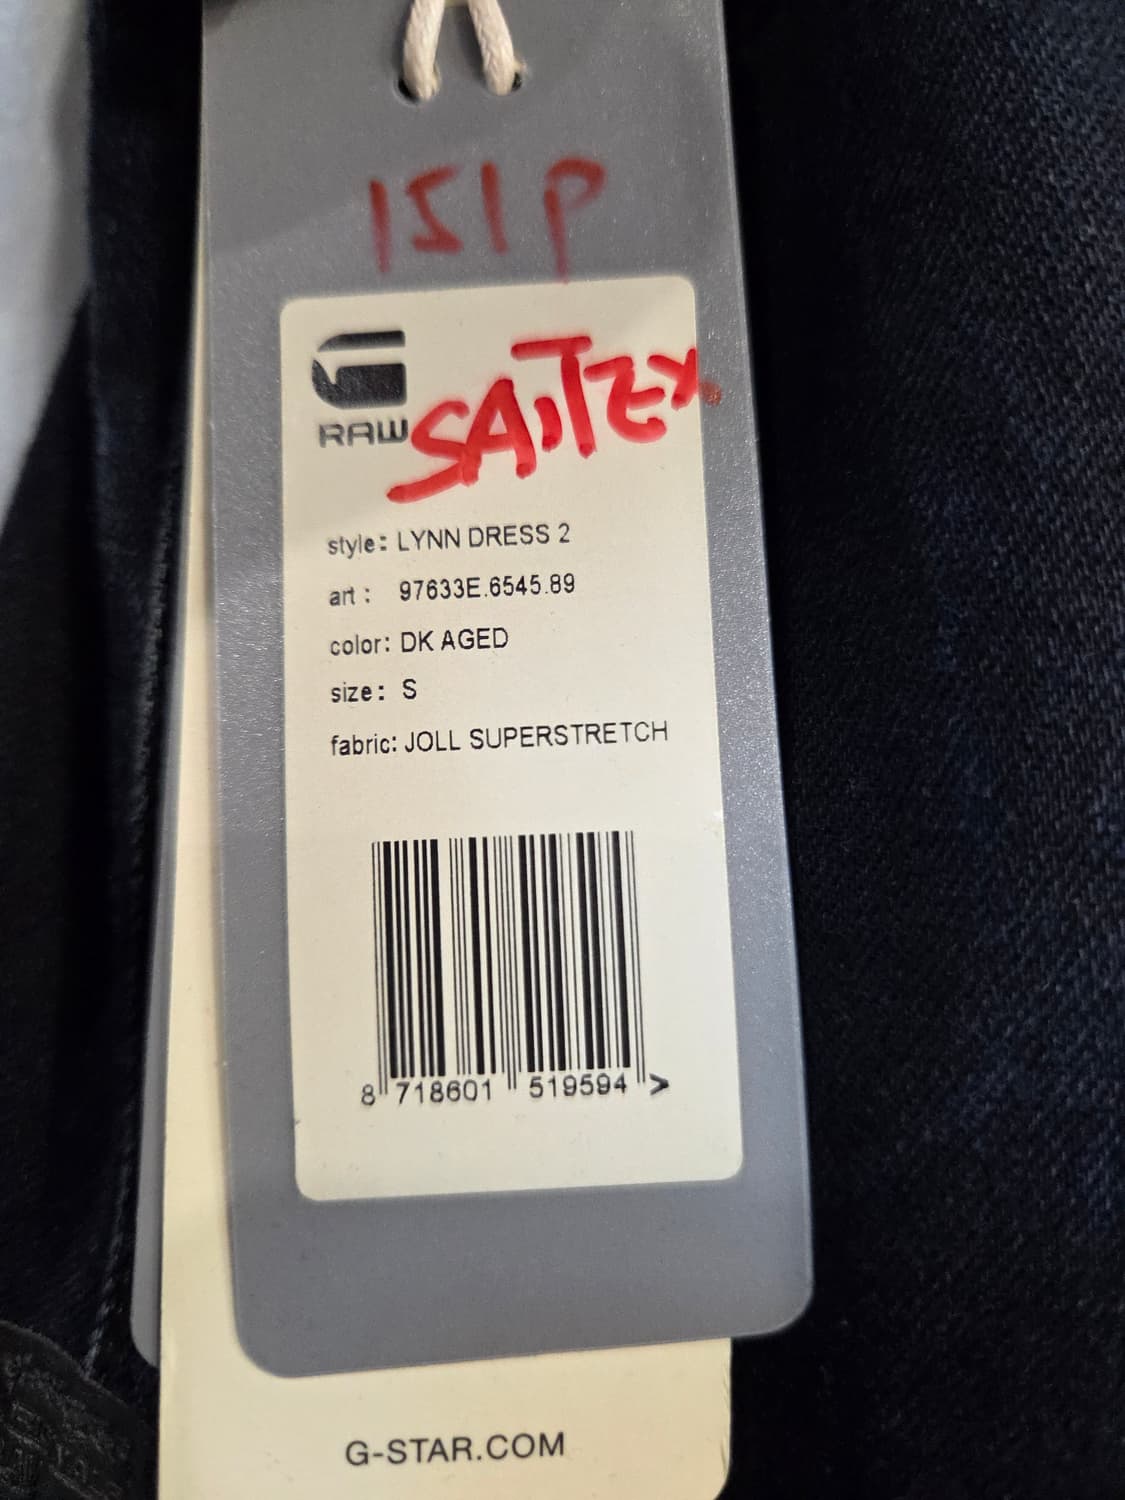 151P
RAW
SAITEX
style: LYNN DRESS 2
art: 97633E.6545.89
color: DK AGED
size: S
fabric: JOLL SUPERSTRETCH
8 718601 519594 >
G-STAR.COM